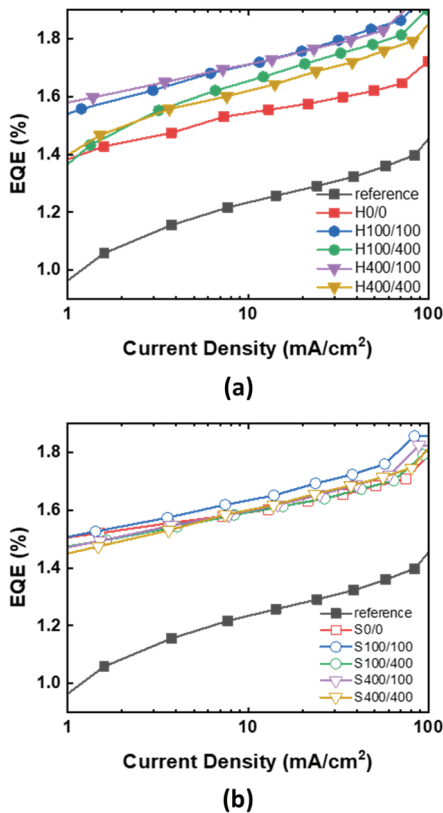 1.8
1.6
1.4
1.2
1.0
EQE (%)
reference
H0/0
H100/100
H100/400
H400/100
H400/400
1 10 100
Current Density (mA/cm²)
(a)
1.8
1.6
1.4
1.2
1.0
EQE (%)
reference
S0/0
S100/100
S100/400
S400/100
S400/400
1 10 100
Current Density (mA/cm²)
(b)